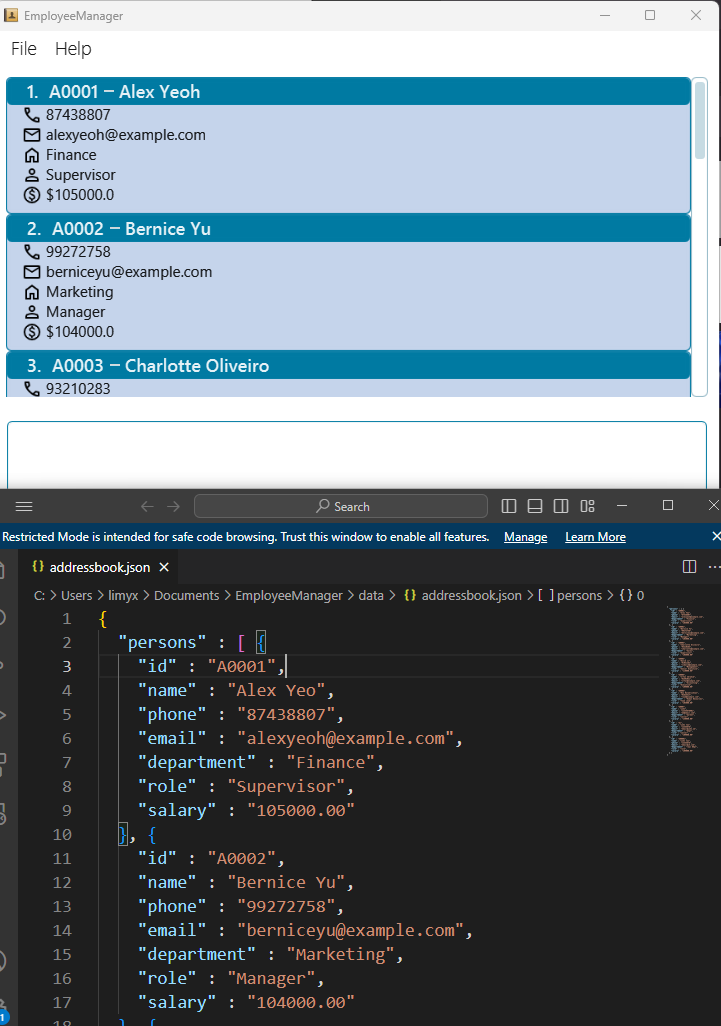 EmployeeManager
File Help
1. A0001 – Alex Yeoh
87438807
alexyeoh@example.com
Finance
Supervisor
$105000.0
2. A0002 – Bernice Yu
99272758
berniceyu@example.com
Marketing
Manager
$104000.0
3. A0003 – Charlotte Oliveiro
93210283
Search
Restricted Mode is intended for safe code browsing. Trust this window to enable all features. Manage Learn More
{} addressbook.json
C: > Users > limyx > Documents > EmployeeManager > data > {} addressbook.json > [ ] persons > {} 0
1 {
2 "persons" : [ {
3 "id" : "A0001",
4 "name" : "Alex Yeo",
5 "phone" : "87438807",
6 "email" : "alexyeoh@example.com",
7 "department" : "Finance",
8 "role" : "Supervisor",
9 "salary" : "105000.00"
10 }, {
11 "id" : "A0002",
12 "name" : "Bernice Yu",
13 "phone" : "99272758",
14 "email" : "berniceyu@example.com",
15 "department" : "Marketing",
16 "role" : "Manager",
17 "salary" : "104000.00"
18 }, {
1